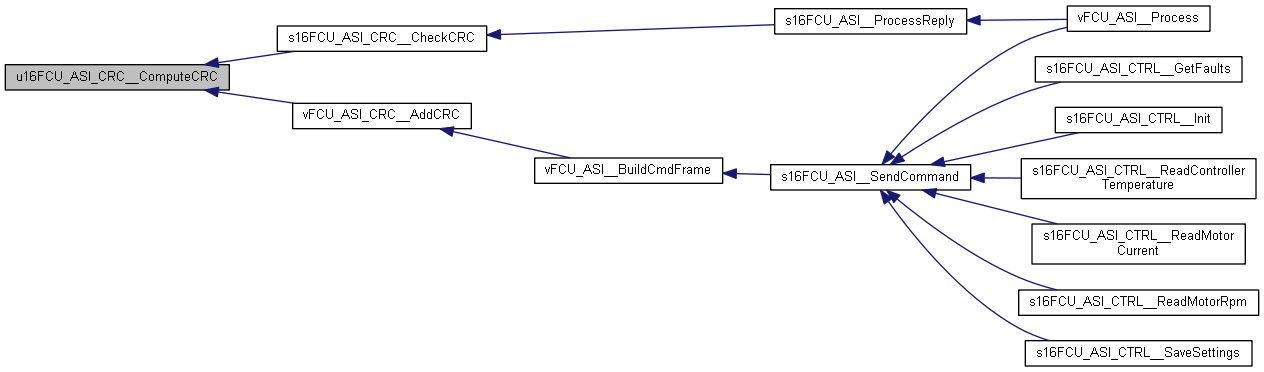 s16FCU_ASI__ProcessReply
vFCU_ASI__Process
s16FCU_ASI_CRC__CheckCRC
u16FCU_ASI_CRC__ComputeCRC
s16FCU_ASI_CTRL__GetFaults
vFCU_ASI_CRC__AddCRC
s16FCU_ASI_CTRL__Init
vFCU_ASI__BuildCmdFrame
s16FCU_ASI__SendCommand
s16FCU_ASI_CTRL__ReadController
Temperature
s16FCU_ASI_CTRL__ReadMotor
Current
s16FCU_ASI_CTRL__ReadMotorRpm
s16FCU_ASI_CTRL__SaveSettings